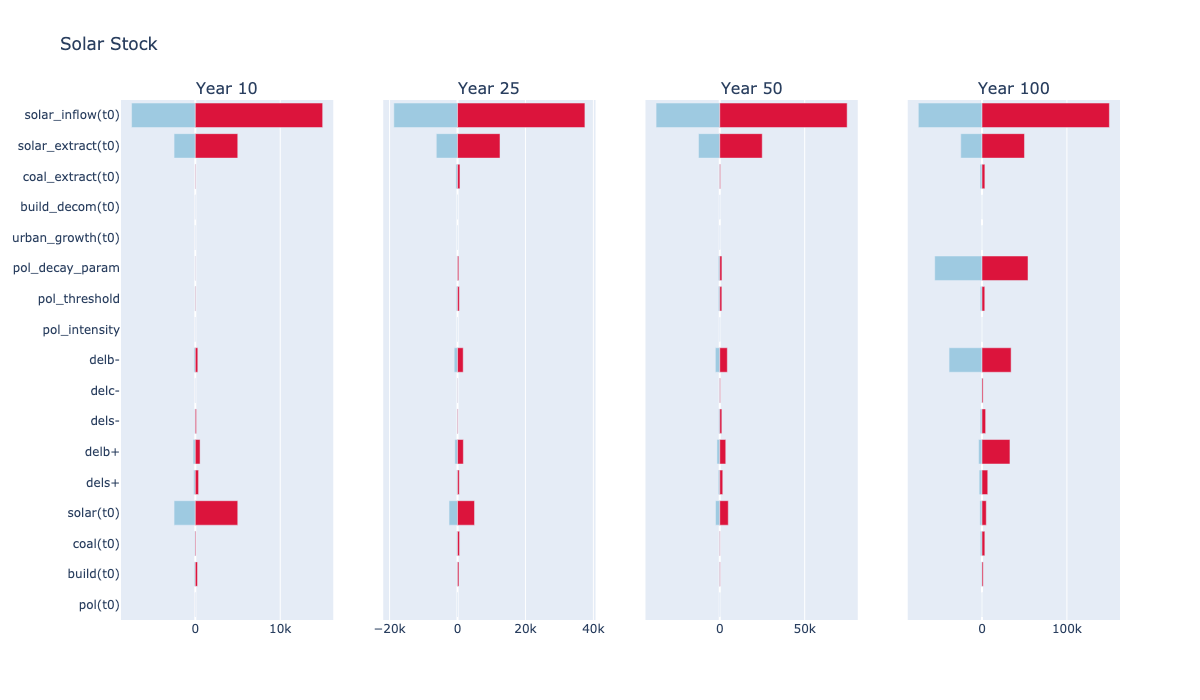 Solar Stock
Year 10
Year 25
Year 50
Year 100
solar_inflow(t0)
solar_extract(t0)
coal_extract(t0)
build_decom(t0)
urban_growth(t0)
pol_decay_param
pol_threshold
pol_intensity
delb-
delc-
dels-
delb+
dels+
solar(t0)
coal(t0)
build(t0)
pol(t0)
0 10k
−20k 0 20k 40k
0 50k
0 100k